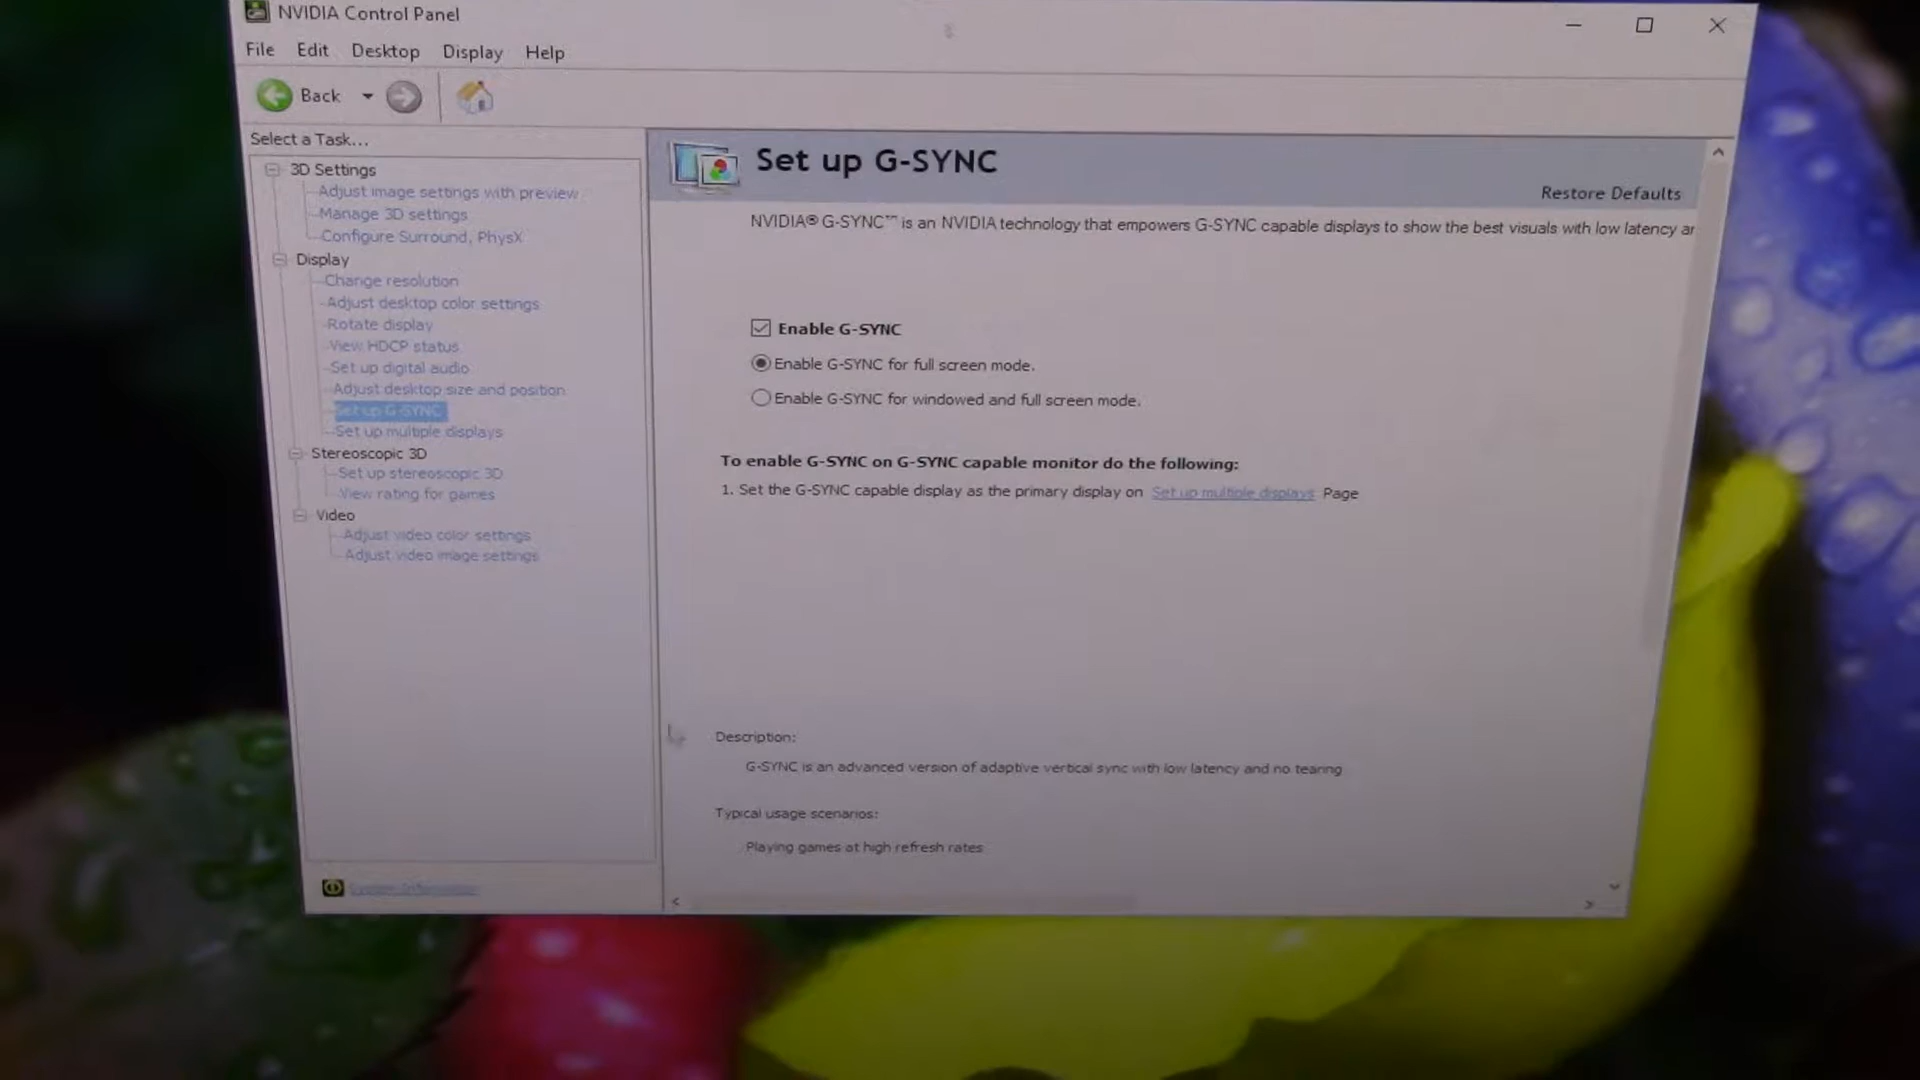 NVIDIA Control Panel
File Edit Desktop Display Help
Back
Select a Task...
3D Settings
Adjust image settings with preview
Manage 3D settings
Configure Surround, PhysX
Display
Change resolution
Adjust desktop color settings
Rotate display
View HDCP status
Set up digital audio
Adjust desktop size and position
Set up G-SYNC
Set up multiple displays
Stereoscopic 3D
Set up stereoscopic 3D
View rating for games
Video
Adjust video color settings
Adjust video image settings
System Information
Set up G-SYNC
Restore Defaults
NVIDIA® G-SYNC™ is an NVIDIA technology that empowers G-SYNC capable displays to show the best visuals with low latency ar
Enable G-SYNC
Enable G-SYNC for full screen mode.
Enable G-SYNC for windowed and full screen mode.
To enable G-SYNC on G-SYNC capable monitor do the following:
1. Set the G-SYNC capable display as the primary display on Set up multiple displays Page
Description:
G-SYNC is an advanced version of adaptive vertical sync with low latency and no tearing
Typical usage scenarios:
Playing games at high refresh rates